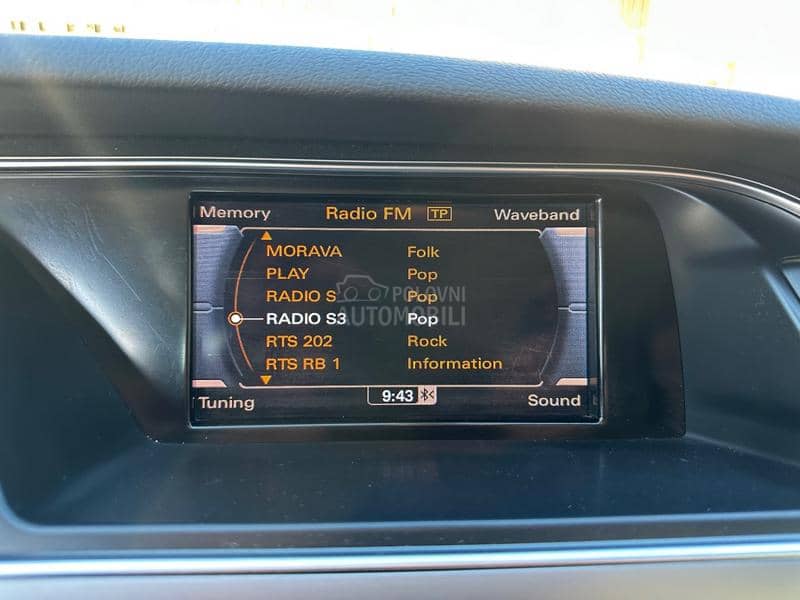 Memory Radio FM TP Waveband
MORAVA Folk
PLAY Pop
RADIO S Pop
RADIO S3 Pop
RTS 202 Rock
RTS RB 1 Information
Tuning 9:43 Sound
POLOVNI
AUTOMOBILI